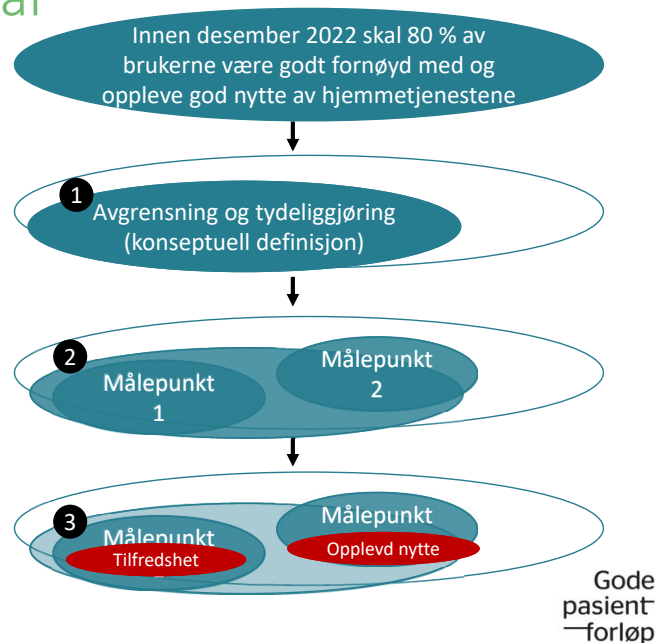 Innen desember 2022 skal 80 % av
brukerne være godt fornøyd med og
oppleve god nytte av hjemmetjenestene
1
Avgrensning og tydeliggjøring
(konseptuell definisjon)
2
Målepunkt
1
Målepunkt
2
3
Målepunkt
Tilfredshet
Målepunkt
Opplevd nytte
Gode
pasient
forløp